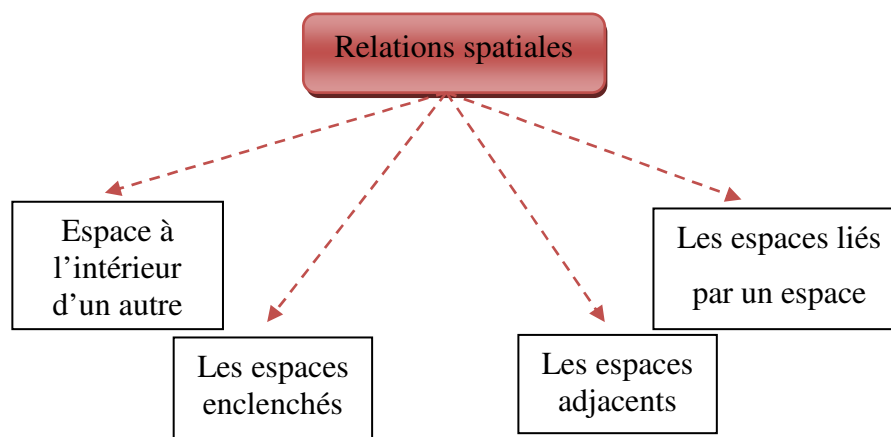 Relations spatiales
Espace à
l’intérieur
d’un autre
Les espaces
enclenchés
Les espaces
adjacents
Les espaces liés
par un espace